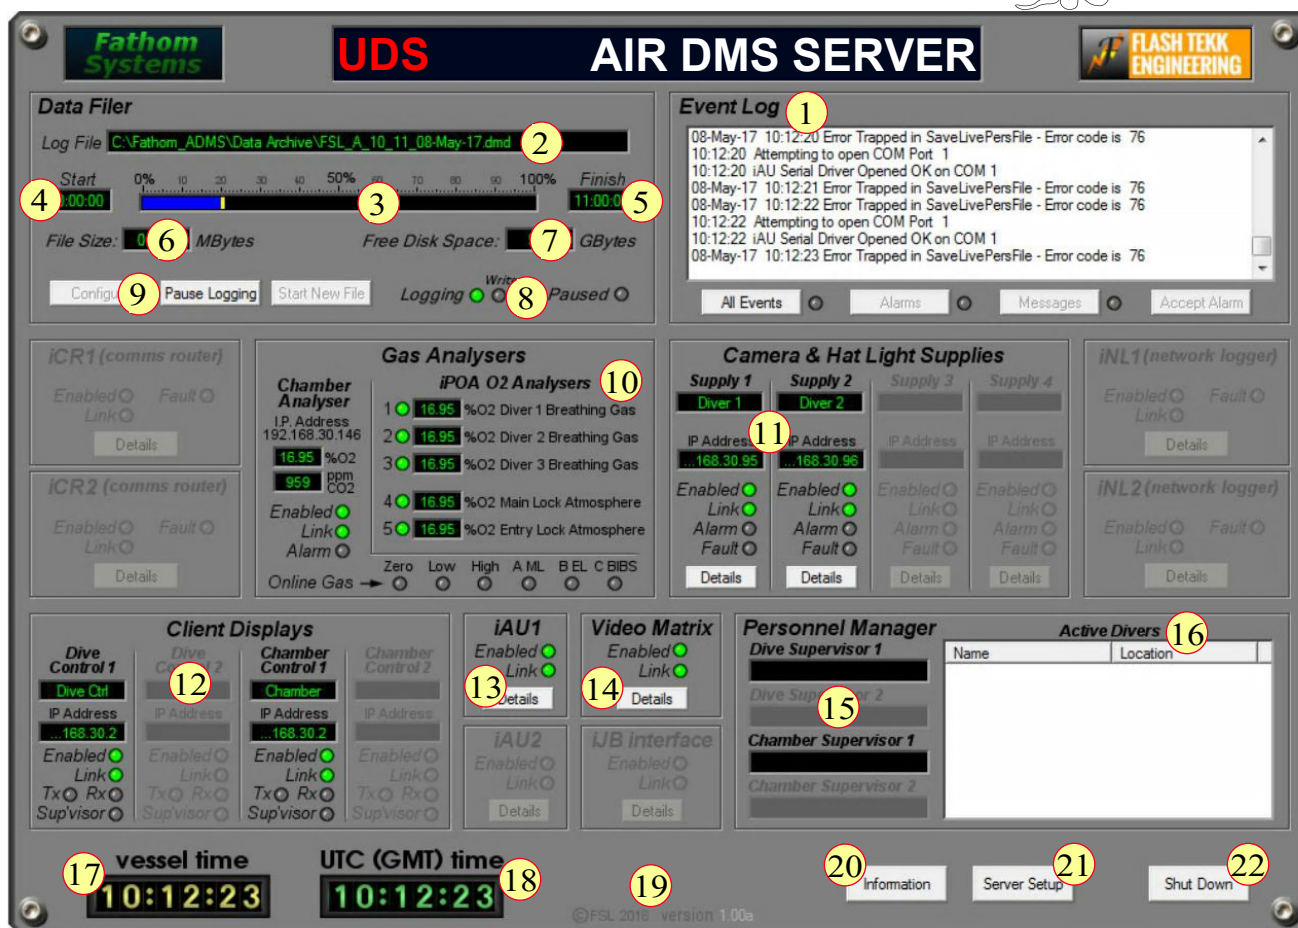 Fathom
Systems
UDS AIR DMS SERVER
FLASH TEKK
ENGINEERING
Data Filer
Log File C:\Fathom_ADMS\Data Archive\FSL_A_10_11_08-May-17.dmd 2
Start 0% 10 20 30 40 50% 60 70 80 90 100% Finish
4 3 11:00:0 5
File Size: 6 MBytes Free Disk Space: 7 GBytes
9 Pause Logging Start New File Logging 8 Paused
Event Log 1
08-May-17 10:12:20 Error Trapped in SaveLivePersFile - Error code is 76
10:12:20 Attempting to open COM Port 1
10:12:20 iAU Serial Driver Opened OK on COM 1
08-May-17 10:12:21 Error Trapped in SaveLivePersFile - Error code is 76
08-May-17 10:12:22 Error Trapped in SaveLivePersFile - Error code is 76
10:12:22 Attempting to open COM Port 1
10:12:22 iAU Serial Driver Opened OK on COM 1
08-May-17 10:12:23 Error Trapped in SaveLivePersFile - Error code is 76
All Events Alarms Messages Accept Alarm
iCR1 (comms router)
Enabled Fault
Link
Details
iCR2 (comms router)
Enabled Fault
Link
Details
Gas Analysers
Chamber
Analyser
I.P. Address
192.168.30.146
16.95 %O2
959 ppm
CO2
Enabled
Link
Alarm
iPOA O2 Analysers 10
1 16.95 %O2 Diver 1 Breathing Gas
2 16.95 %O2 Diver 2 Breathing Gas
3 16.95 %O2 Diver 3 Breathing Gas
4 16.95 %O2 Main Lock Atmosphere
5 16.95 %O2 Entry Lock Atmosphere
Zero Low High A ML B EL C BIBS
Online Gas
Camera & Hat Light Supplies
Supply 1 Supply 2 Supply 3 Supply 4
Diver 1 Diver 2
11
IP Address IP Address IP Address IP Address
...168.30.95 ...168.30.96
Enabled Enabled Enabled Enabled
Link Link Link Link
Alarm Alarm Alarm Alarm
Fault Fault Fault Fault
Details Details Details Details
iNL1 (network logger)
Enabled Fault
Link
Details
iNL2 (network logger)
Enabled Fault
Link
Details
Client Displays
Dive Dive Chamber Chamber
Control 1 Control 2 Control 1 Control 2
Dive Ctrl 12 Chamber
IP Address IP Address IP Address IP Address
...168.30.2 ...168.30.2
Enabled Enabled Enabled Enabled
Link Link Link Link
Tx Rx Tx Rx Tx Rx Tx Rx
Sup'visor Sup'visor Sup'visor Sup'visor
iAU1
Enabled
Link
13 Details
iAU2
Enabled
Link
Details
Video Matrix
Enabled
Link
14 Details
iJB interface
Enabled
Link
Details
Personnel Manager
Dive Supervisor 1
Dive Supervisor 2
15
Chamber Supervisor 1
Chamber Supervisor 2
Active Divers 16
Name Location
vessel time
17 10:12:23
UTC (GMT) time
10:12:23 18
19
©FSL 2016 version 1.00a
20 Information
Server Setup 21
Shut Down 22